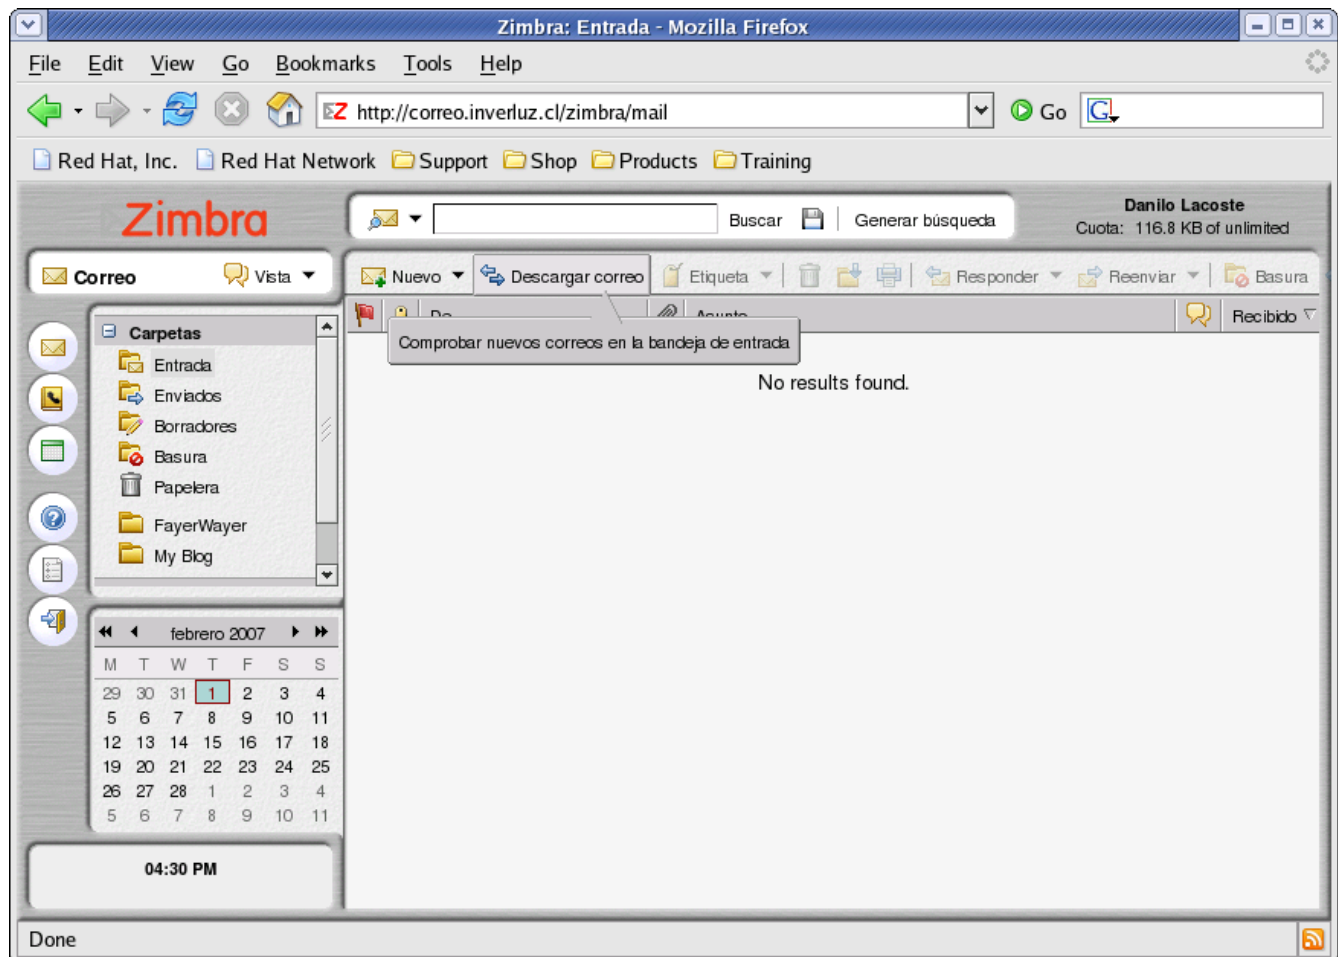 Zimbra: Entrada - Mozilla Firefox
File Edit View Go Bookmarks Tools Help
http://correo.inverluz.cl/zimbra/mail Go G
Red Hat, Inc. Red Hat Network Support Shop Products Training
Zimbra
Buscar Generar búsqueda
Danilo Lacoste
Cuota: 116.8 KB of unlimited
Correo Vista
Nuevo Descargar correo Etiqueta Responder Reenviar Basura
De Asunto Recibido
Comprobar nuevos correos en la bandeja de entrada
No results found.
Carpetas
Entrada
Enviados
Borradores
Basura
Papelera
FayerWayer
My Blog
febrero 2007
M T W T F S S
29 30 31 1 2 3 4
5 6 7 8 9 10 11
12 13 14 15 16 17 18
19 20 21 22 23 24 25
26 27 28 1 2 3 4
5 6 7 8 9 10 11
04:30 PM
Done